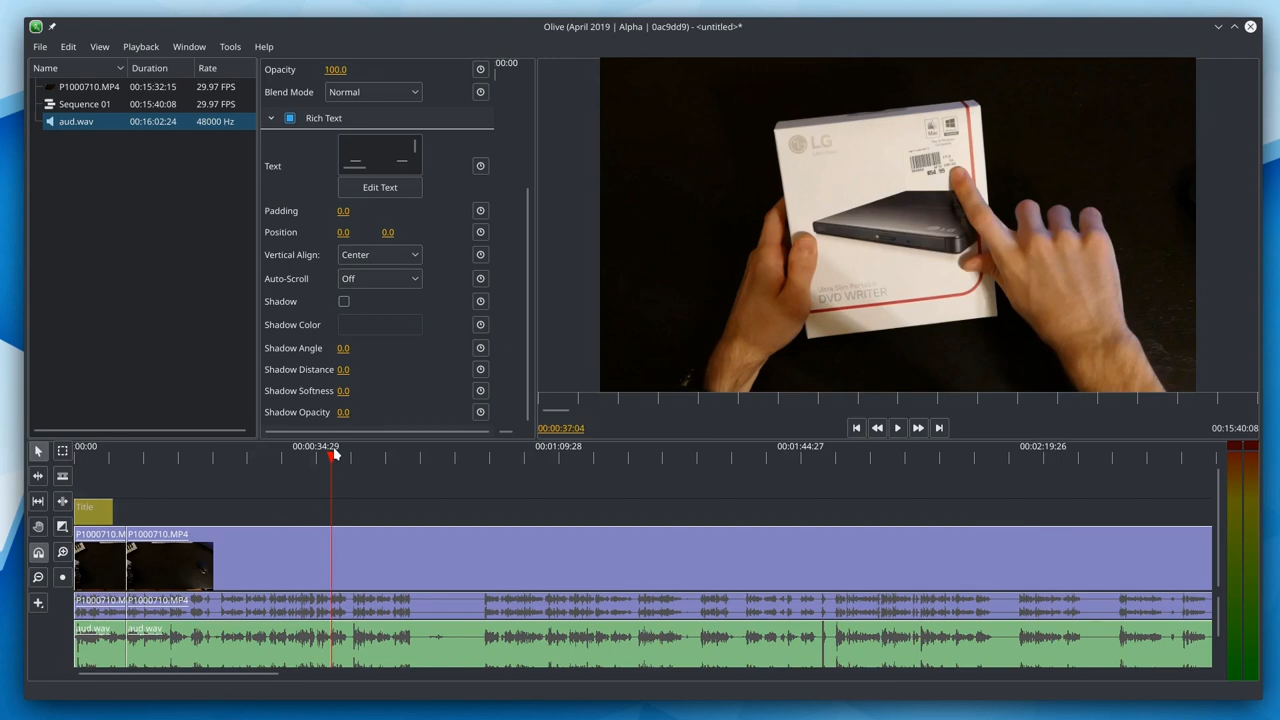 Olive (April 2019 | Alpha | 0ac9dd9) - <untitled>*
File Edit View Playback Window Tools Help
Name Duration Rate
P1000710.MP4 00:15:32:15 29.97 FPS
Sequence 01 00:15:40:08 29.97 FPS
aud.wav 00:16:02:24 48000 Hz
Opacity 100.0
00:00
Blend Mode Normal
Rich Text
Text
Edit Text
Padding 0.0
Position 0.0 0.0
Vertical Align: Center
Auto-Scroll Off
Shadow
Shadow Color
Shadow Angle 0.0
Shadow Distance 0.0
Shadow Softness 0.0
Shadow Opacity 0.0
LG
Mac
LG
Ultra Slim Portable
DVD WRITER
00:00:37:04
00:15:40:08
00:00 00:00:34:29 00:01:09:28 00:01:44:27 00:02:19:26
Title
P1000710.M P1000710.MP4
P1000710.M P1000710.MP4
aud.wav aud.wav